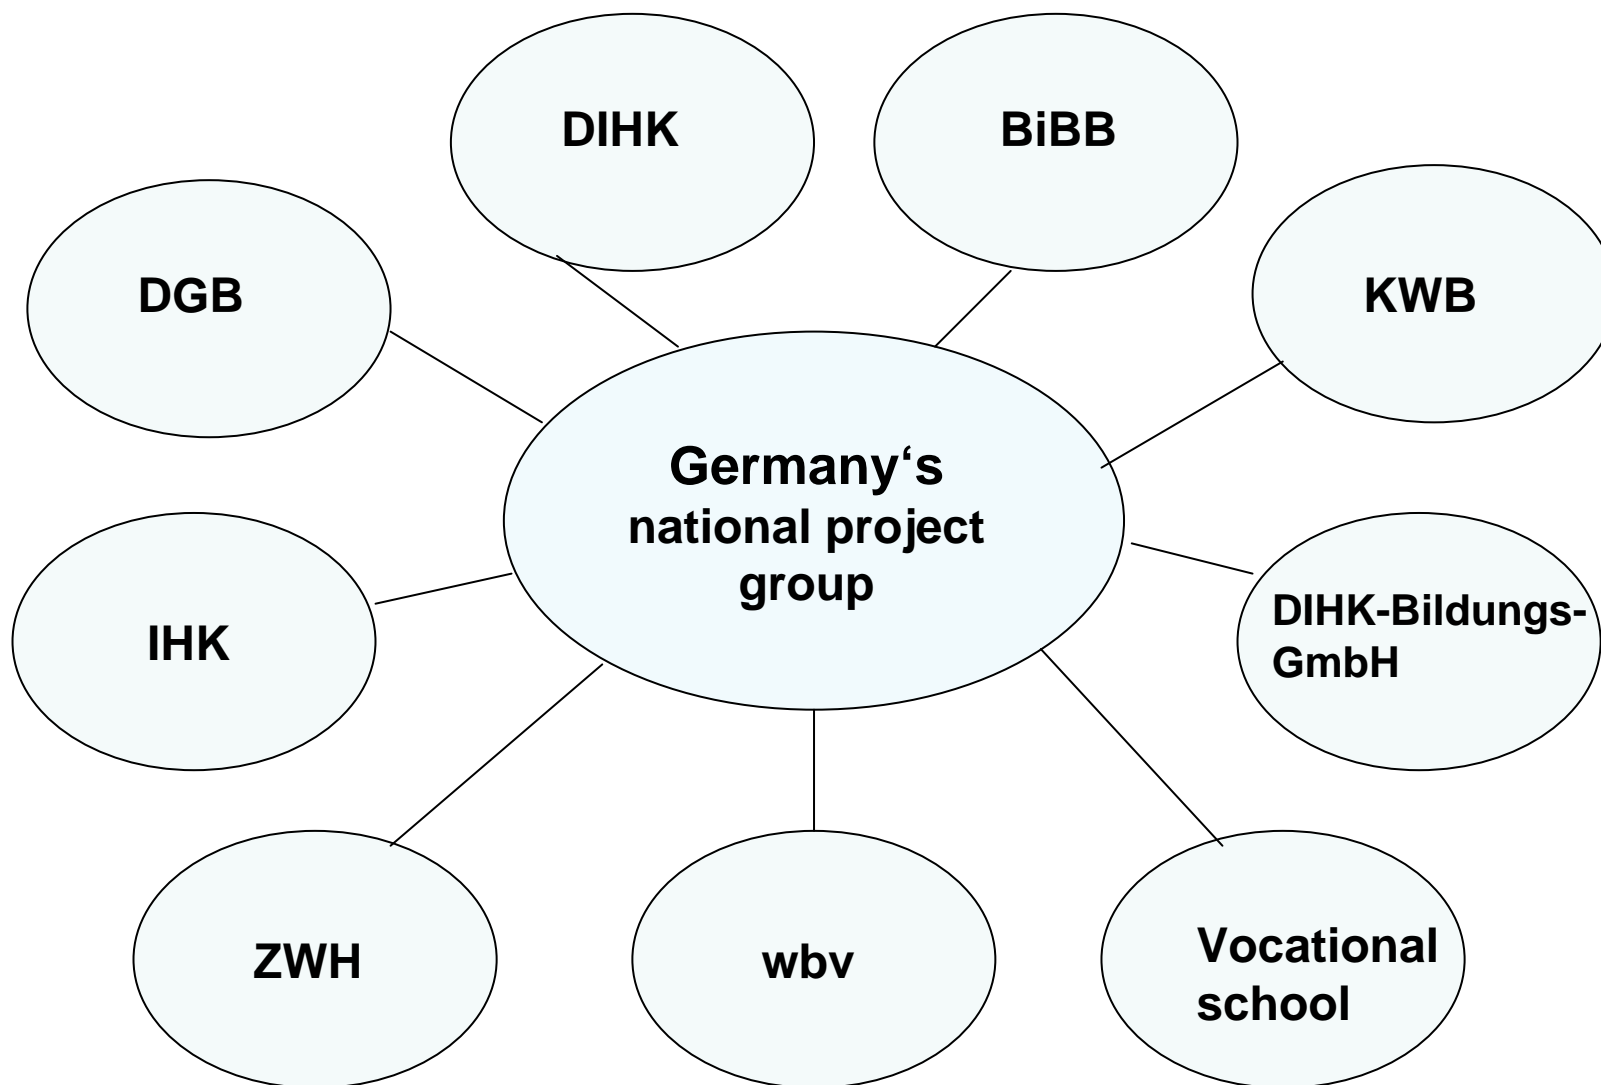 DIHK
BiBB
DGB
KWB
Germany‘s
national project
group
DIHK-Bildungs-
GmbH
IHK
ZWH
wbv
Vocational
school